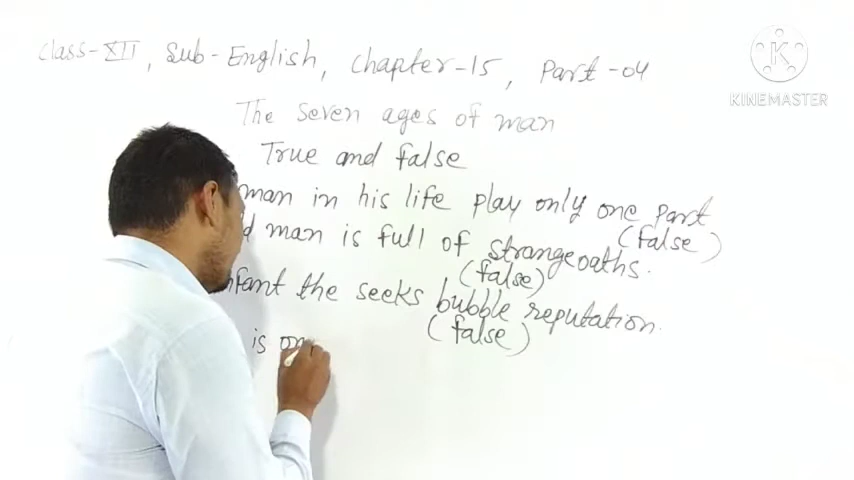 Class-XII, Sub-English, Chapter-15, Part-04
KINEMASTER
The seven ages of man
True and false
man in his life play only one part
(false)
man is full of strange oaths.
(false)
the seeks bubble reputation.
(false)
is on